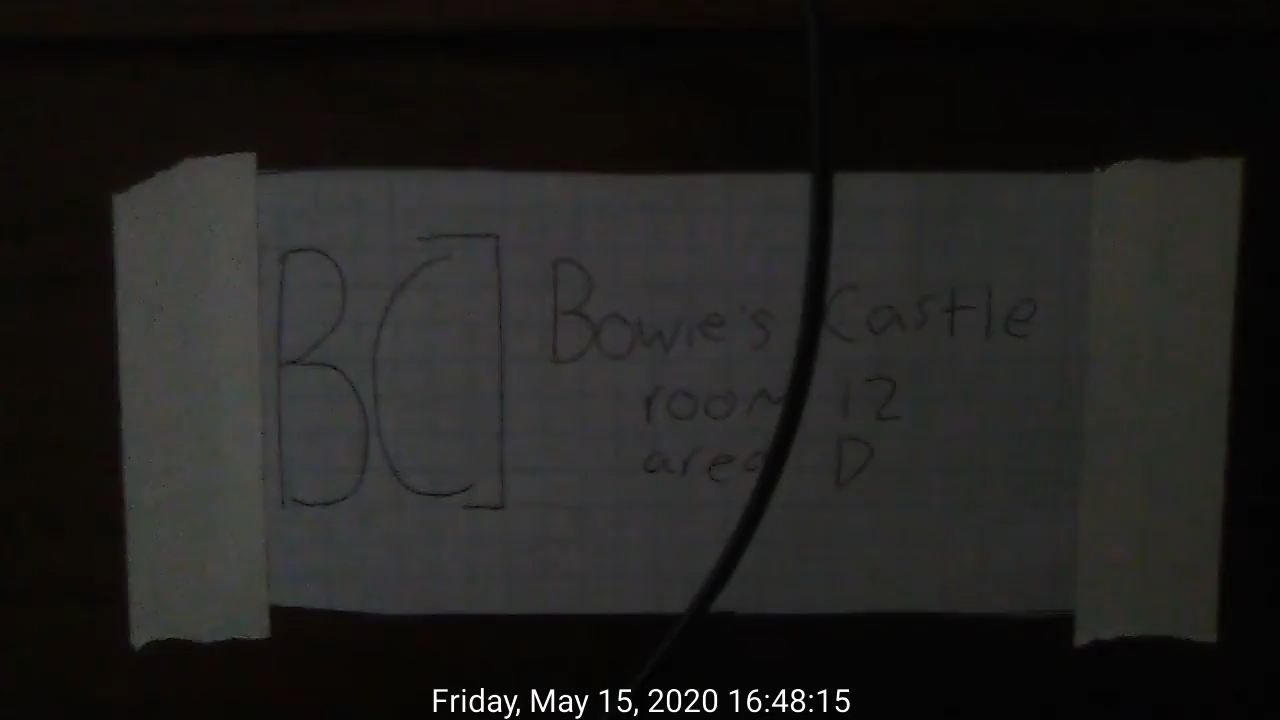 BC]
Bowie's Castle
room 12
area D
Friday, May 15, 2020 16:48:15